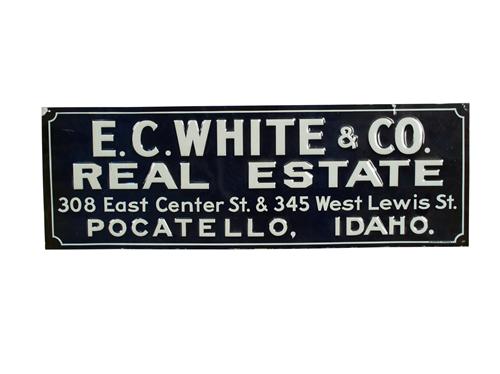 E.C. WHITE & CO.
REAL ESTATE
308 East Center St. & 345 West Lewis St.
POCATELLO, IDAHO.